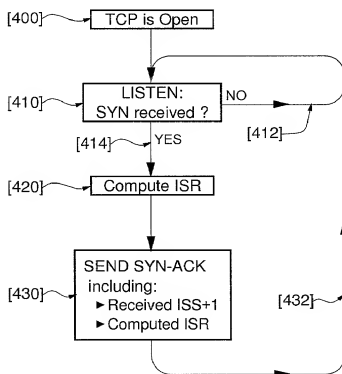 [400]
TCP is Open
[410]
LISTEN:
SYN received ?
NO
[412]
[414]
YES
[420]
Compute ISR
[430]
SEND SYN-ACK
including:
▶ Received ISS+1
▶ Computed ISR
[432]